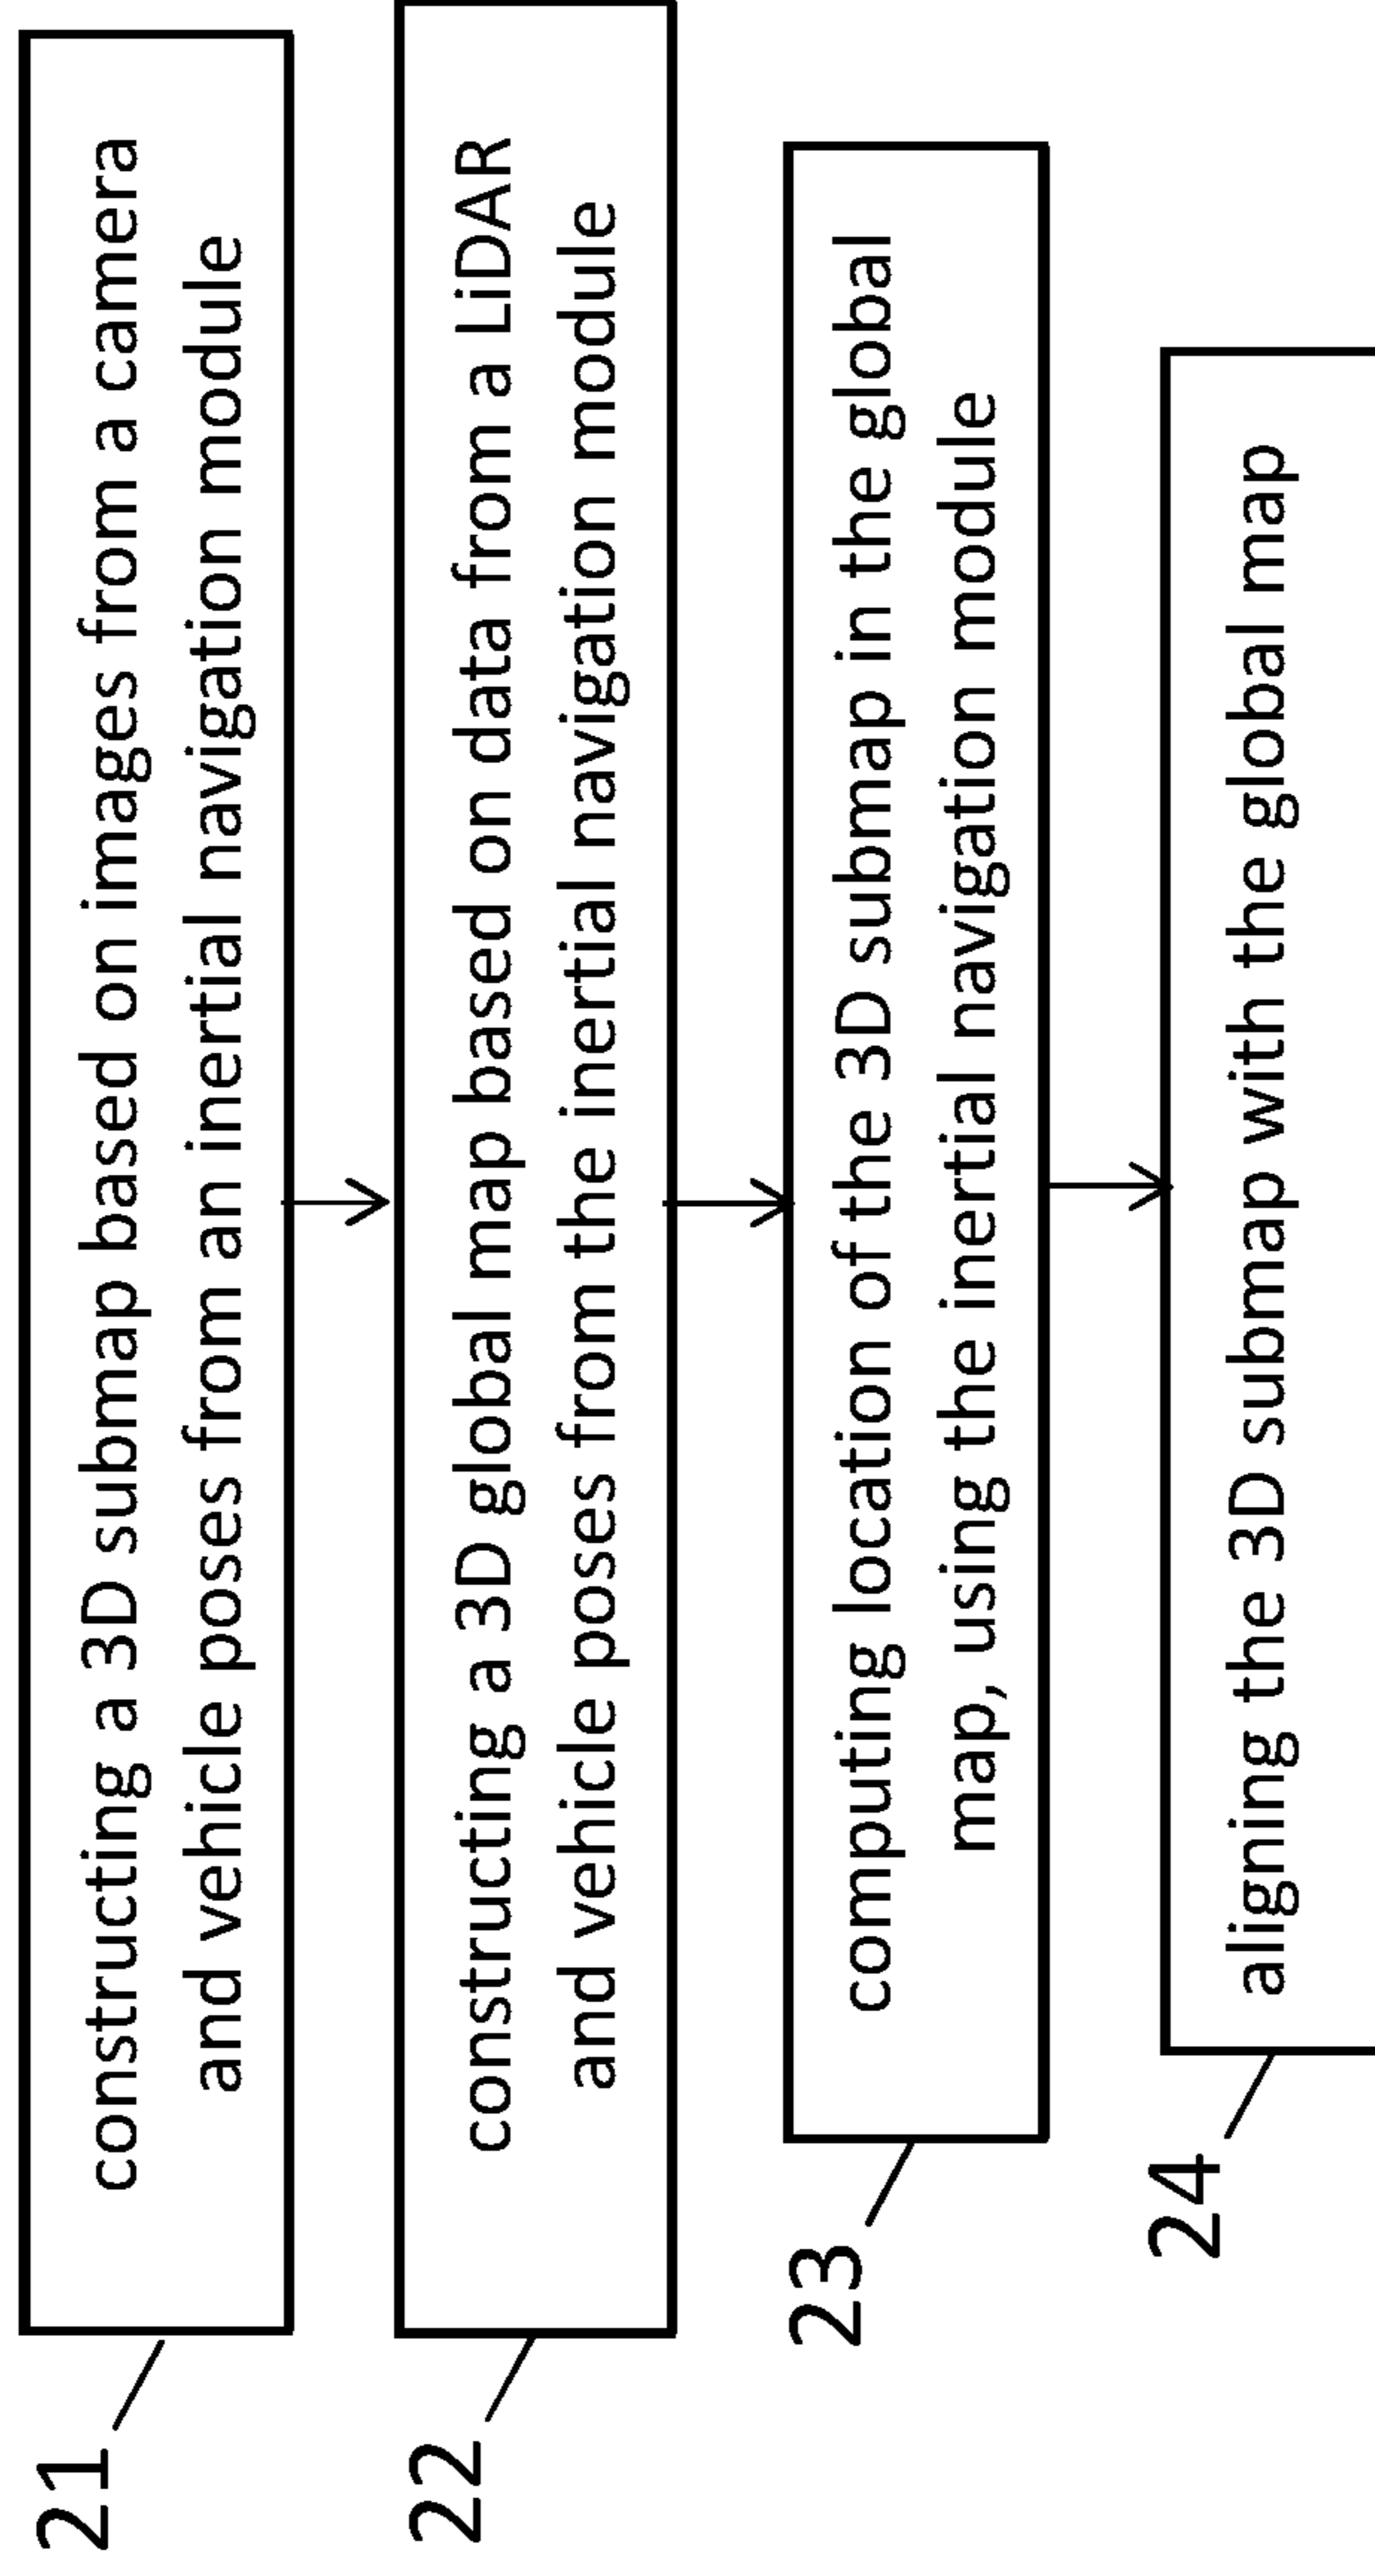 21
constructing a 3D submap based on images from a camera
and vehicle poses from an inertial navigation module
22
constructing a 3D global map based on data from a LiDAR
and vehicle poses from the inertial navigation module
23
computing location of the 3D submap in the global
map, using the inertial navigation module
24
aligning the 3D submap with the global map